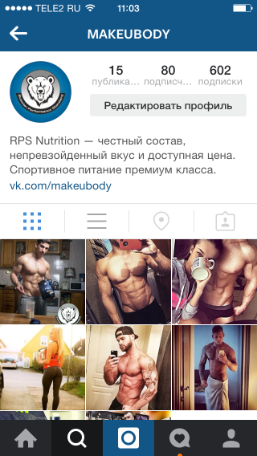 TELE2 RU 11:03
MAKEUBODY
15 80 602
публика... подписч... подписки
Редактировать профиль
RPS Nutrition — честный состав,
непревзойденный вкус и доступная цена.
Спортивное питание премиум класса.
vk.com/makeubody